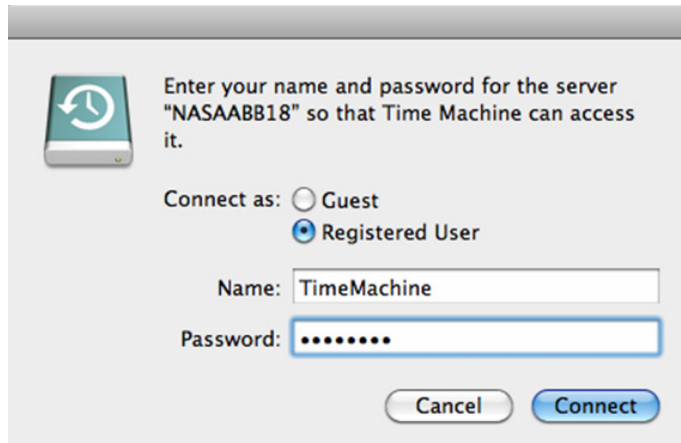 Enter your name and password for the server
"NASAABB18" so that Time Machine can access
it.
Connect as: Guest
Registered User
Name: TimeMachine
Password: ••••••••
Cancel Connect